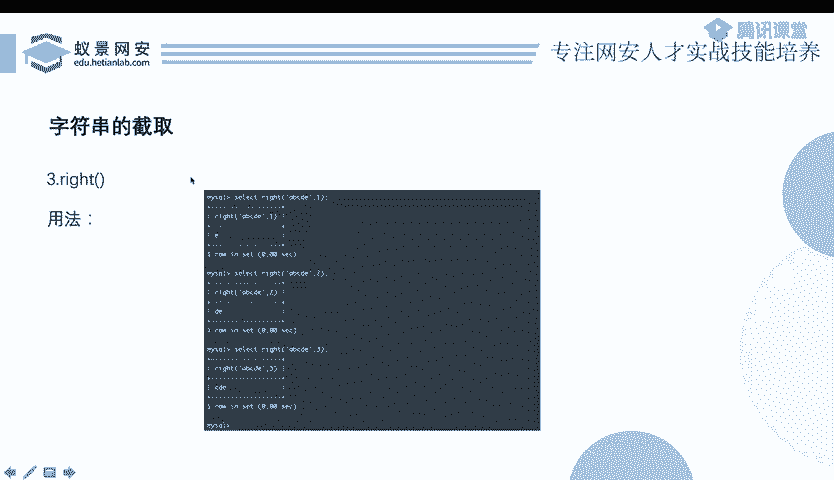 腾讯课堂
蚁景网安
edu.hetianlab.com
专注网安人才实战技能培养
字符串的截取
3.right()
用法：
mysql> select right('abcde',1);
| right('abcde',1) |
| e |
1 row in set (0.00 sec)
mysql> select right('abcde',2);
| right('abcde',2) |
| de |
1 row in set (0.00 sec)
mysql> select right('abcde',3);
| right('abcde',3) |
| cde |
1 row in set (0.00 sec)
mysql>